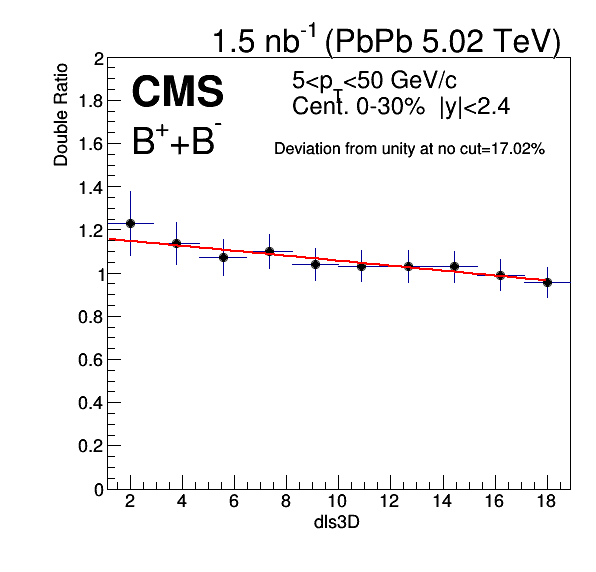 1.5 nb⁻¹ (PbPb 5.02 TeV)
CMS
5<p_T<50 GeV/c
Cent. 0-30% |y|<2.4
B⁺+B⁻
Deviation from unity at no cut=17.02%
Double Ratio
2
1.8
1.6
1.4
1.2
1
0.8
0.6
0.4
0.2
0
2 4 6 8 10 12 14 16 18
dls3D